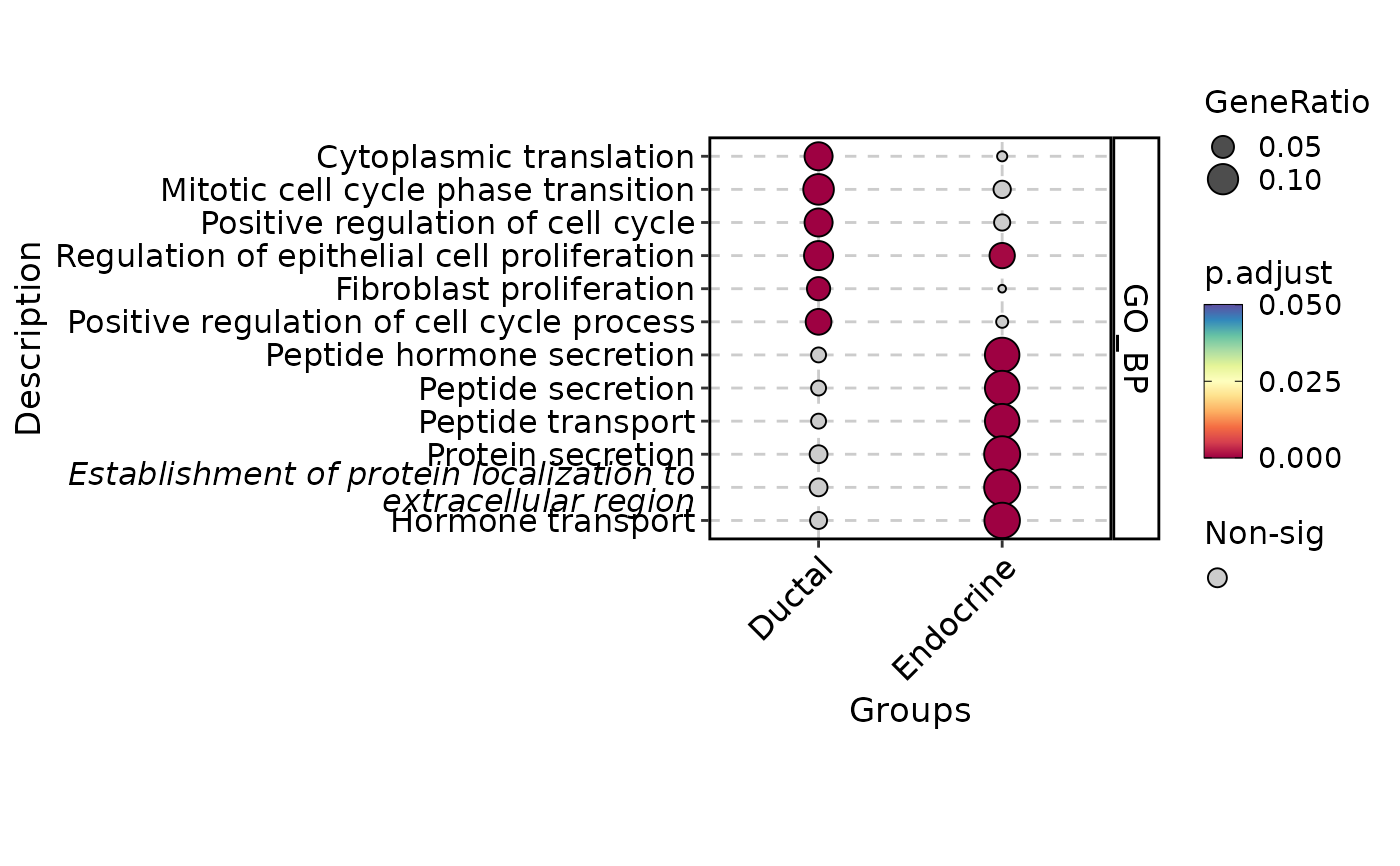 Description
Cytoplasmic translation
Mitotic cell cycle phase transition
Positive regulation of cell cycle
Regulation of epithelial cell proliferation
Fibroblast proliferation
Positive regulation of cell cycle process
Peptide hormone secretion
Peptide secretion
Peptide transport
Protein secretion
Establishment of protein localization to
extracellular region
Hormone transport
Ductal
Endocrine
Groups
GO_BP
GeneRatio
0.05
0.10
p.adjust
0.050
0.025
0.000
Non-sig